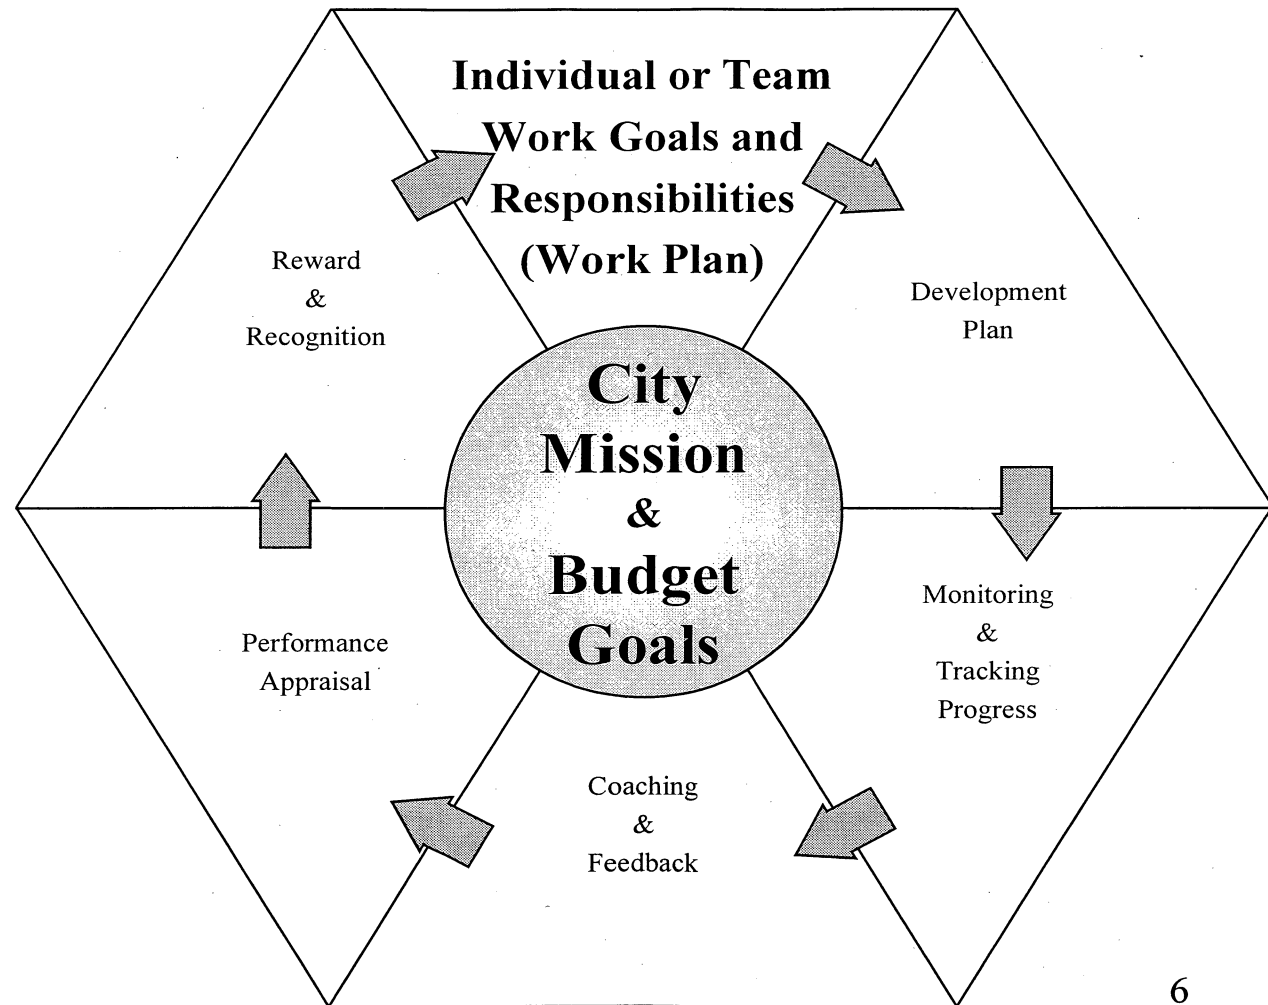 Individual or Team
Work Goals and
Responsibilities
(Work Plan)
Reward
&
Recognition
Development
Plan
City
Mission
&
Budget
Goals
Monitoring
&
Tracking
Progress
Performance
Appraisal
Coaching
&
Feedback
6